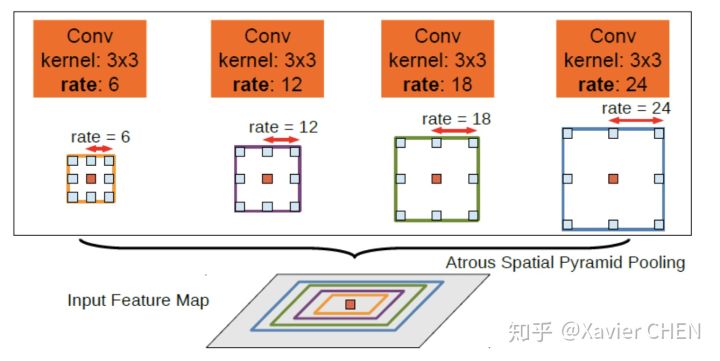 Conv
kernel: 3x3
rate: 6
Conv
kernel: 3x3
rate: 12
Conv
kernel: 3x3
rate: 18
Conv
kernel: 3x3
rate: 24
rate = 6
rate = 12
rate = 18
rate = 24
Atrous Spatial Pyramid Pooling
Input Feature Map
知乎 @Xavier CHEN